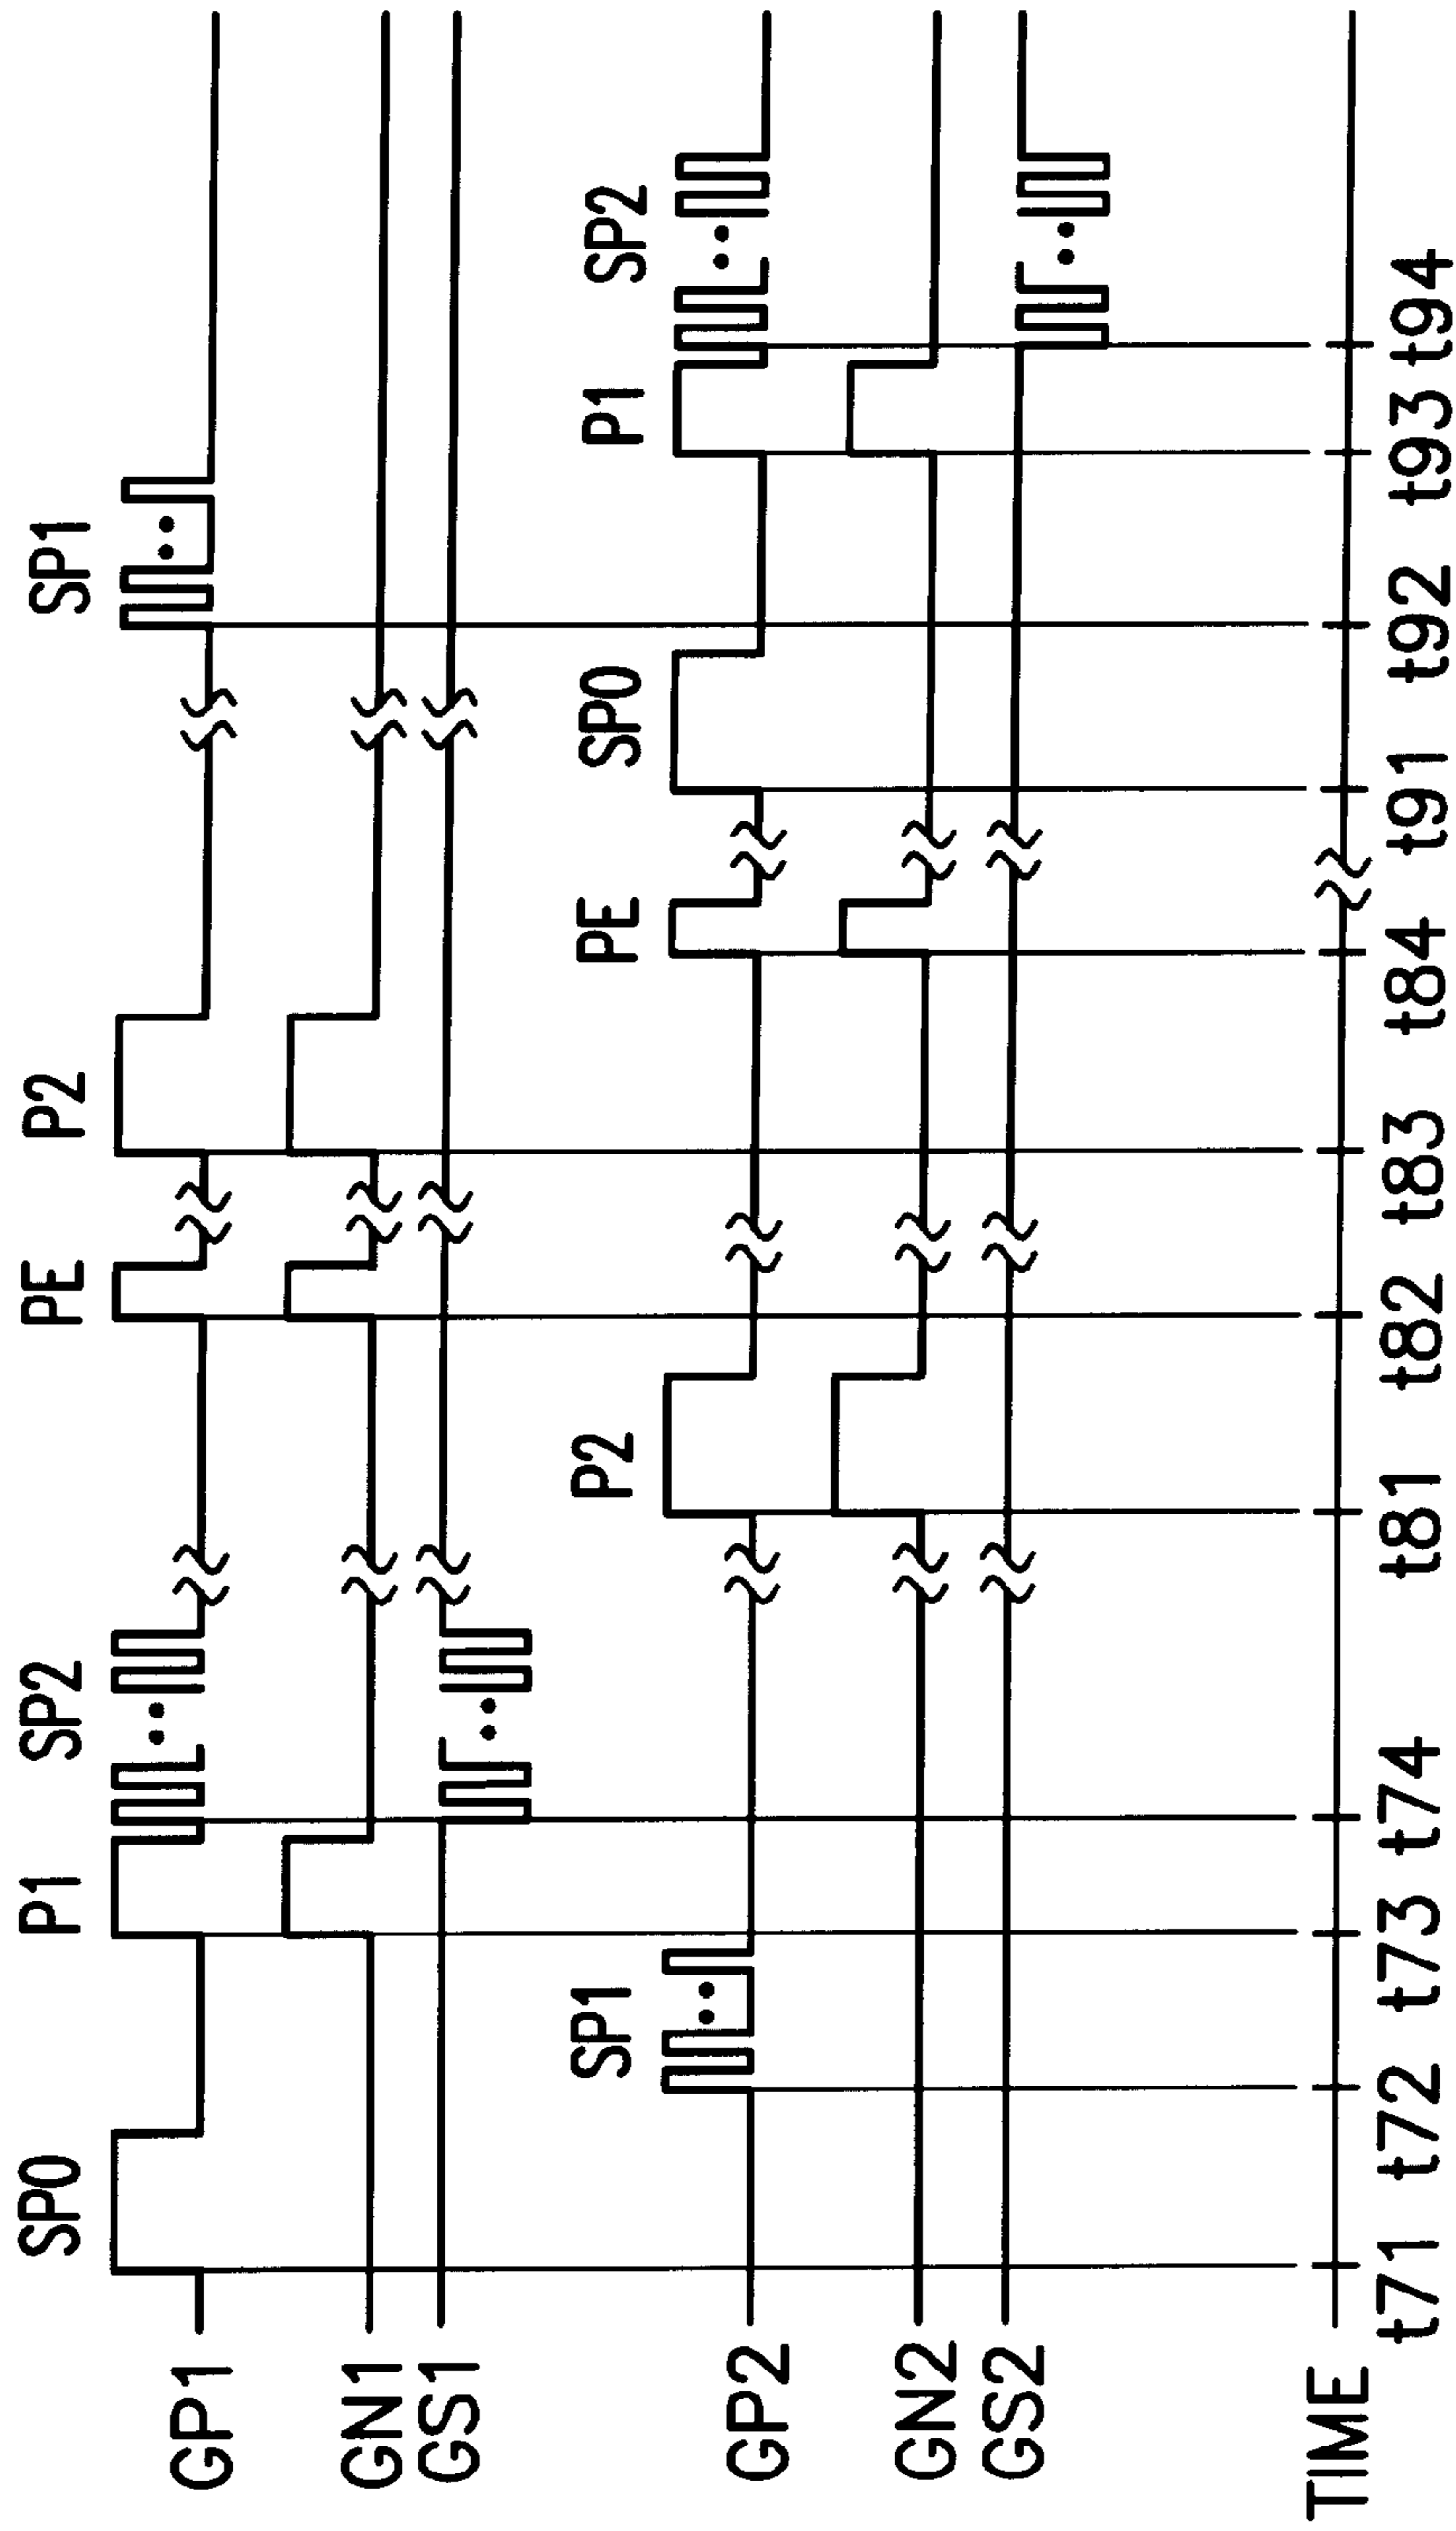 SP0 P1 SP2 PE P2 SP1
GP1
GN1
GS1
SP1 P2 PE SP0 P1 SP2
GP2
GN2
GS2
TIME
t71 t72 t73 t74 t81 t82 t83 t84 t91 t92 t93 t94